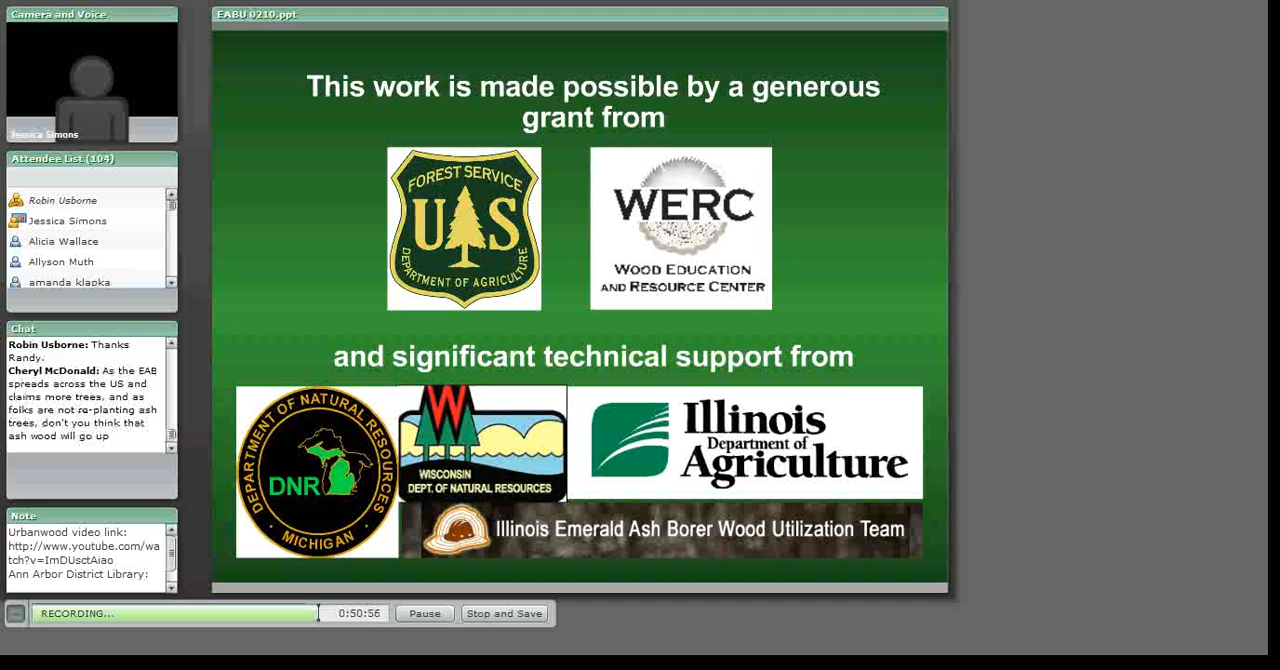 Camera and Voice
Jessica Simons
Attendee List (104)
Robin Usborne
Jessica Simons
Alicia Wallace
Allyson Muth
amanda klapka
Chat
Robin Usborne: Thanks
Randy.
Cheryl McDonald: As the EAB
spreads across the US and
claims more trees, and as
folks are not re-planting ash
trees, don't you think that
ash wood will go up
Note
Urbanwood video link:
http://www.youtube.com/wa
tch?v=ImDUsctAiao
Ann Arbor District Library:
EABU 0210.ppt
This work is made possible by a generous
grant from
FOREST SERVICE
U S
DEPARTMENT OF AGRICULTURE
WERC
WOOD EDUCATION
AND RESOURCE CENTER
and significant technical support from
DEPARTMENT OF NATURAL RESOURCES
DNR
• MICHIGAN •
W
WISCONSIN
DEPT. OF NATURAL RESOURCES
Illinois
Department of
Agriculture
Illinois Emerald Ash Borer Wood Utilization Team
RECORDING...
0:50:56
Pause
Stop and Save